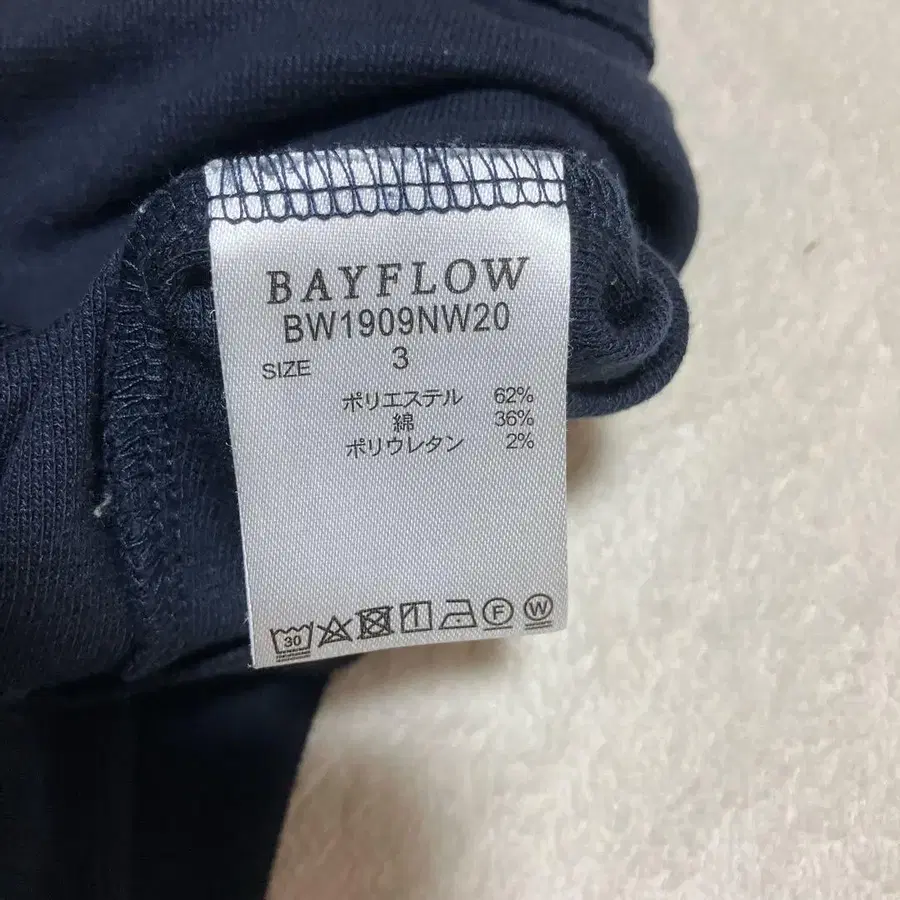 BAYFLOW
BW1909NW20
SIZE 3
ポリエステル 62%
綿 36%
ポリウレタン 2%
30 F W